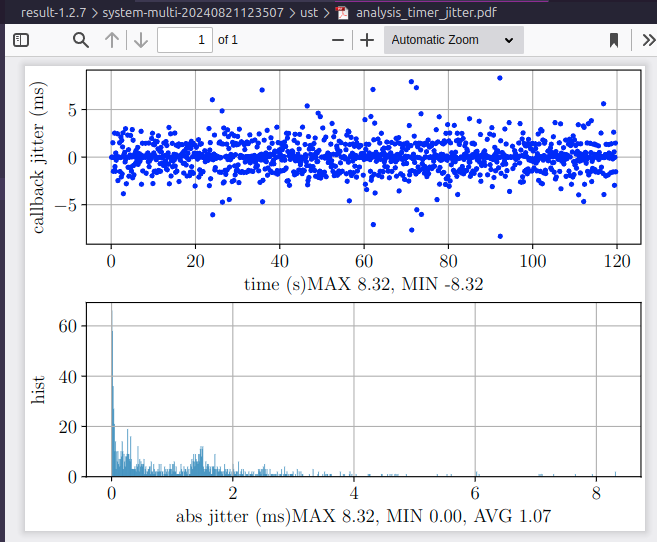 result-1.2.7 > system-multi-20240821123507 > ust > analysis_timer_jitter.pdf
1 of 1 Automatic Zoom
callback jitter (ms)
5
0
−5
0 20 40 60 80 100 120
time (s)MAX 8.32, MIN -8.32
hist
60
40
20
0
0 2 4 6 8
abs jitter (ms)MAX 8.32, MIN 0.00, AVG 1.07